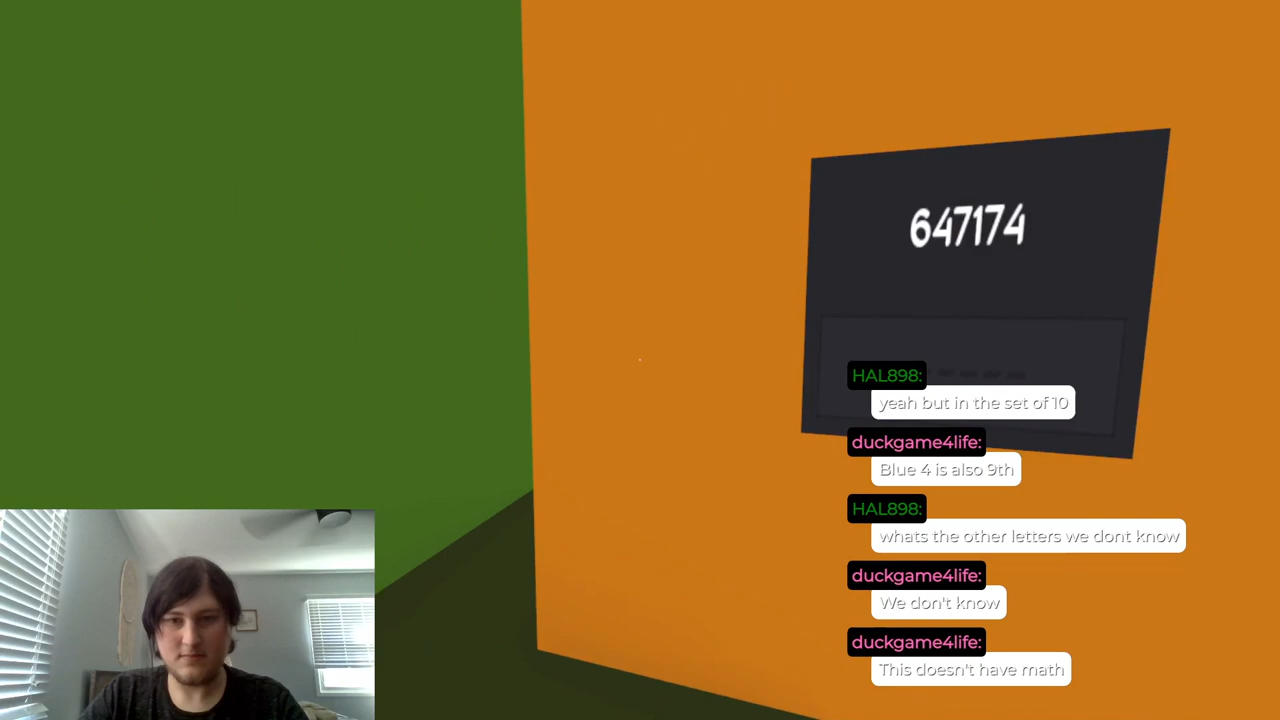 647174
HAL898:
yeah but in the set of 10
duckgame4life:
Blue 4 is also 9th
HAL898:
whats the other letters we dont know
duckgame4life:
We don't know
duckgame4life:
This doesn't have math